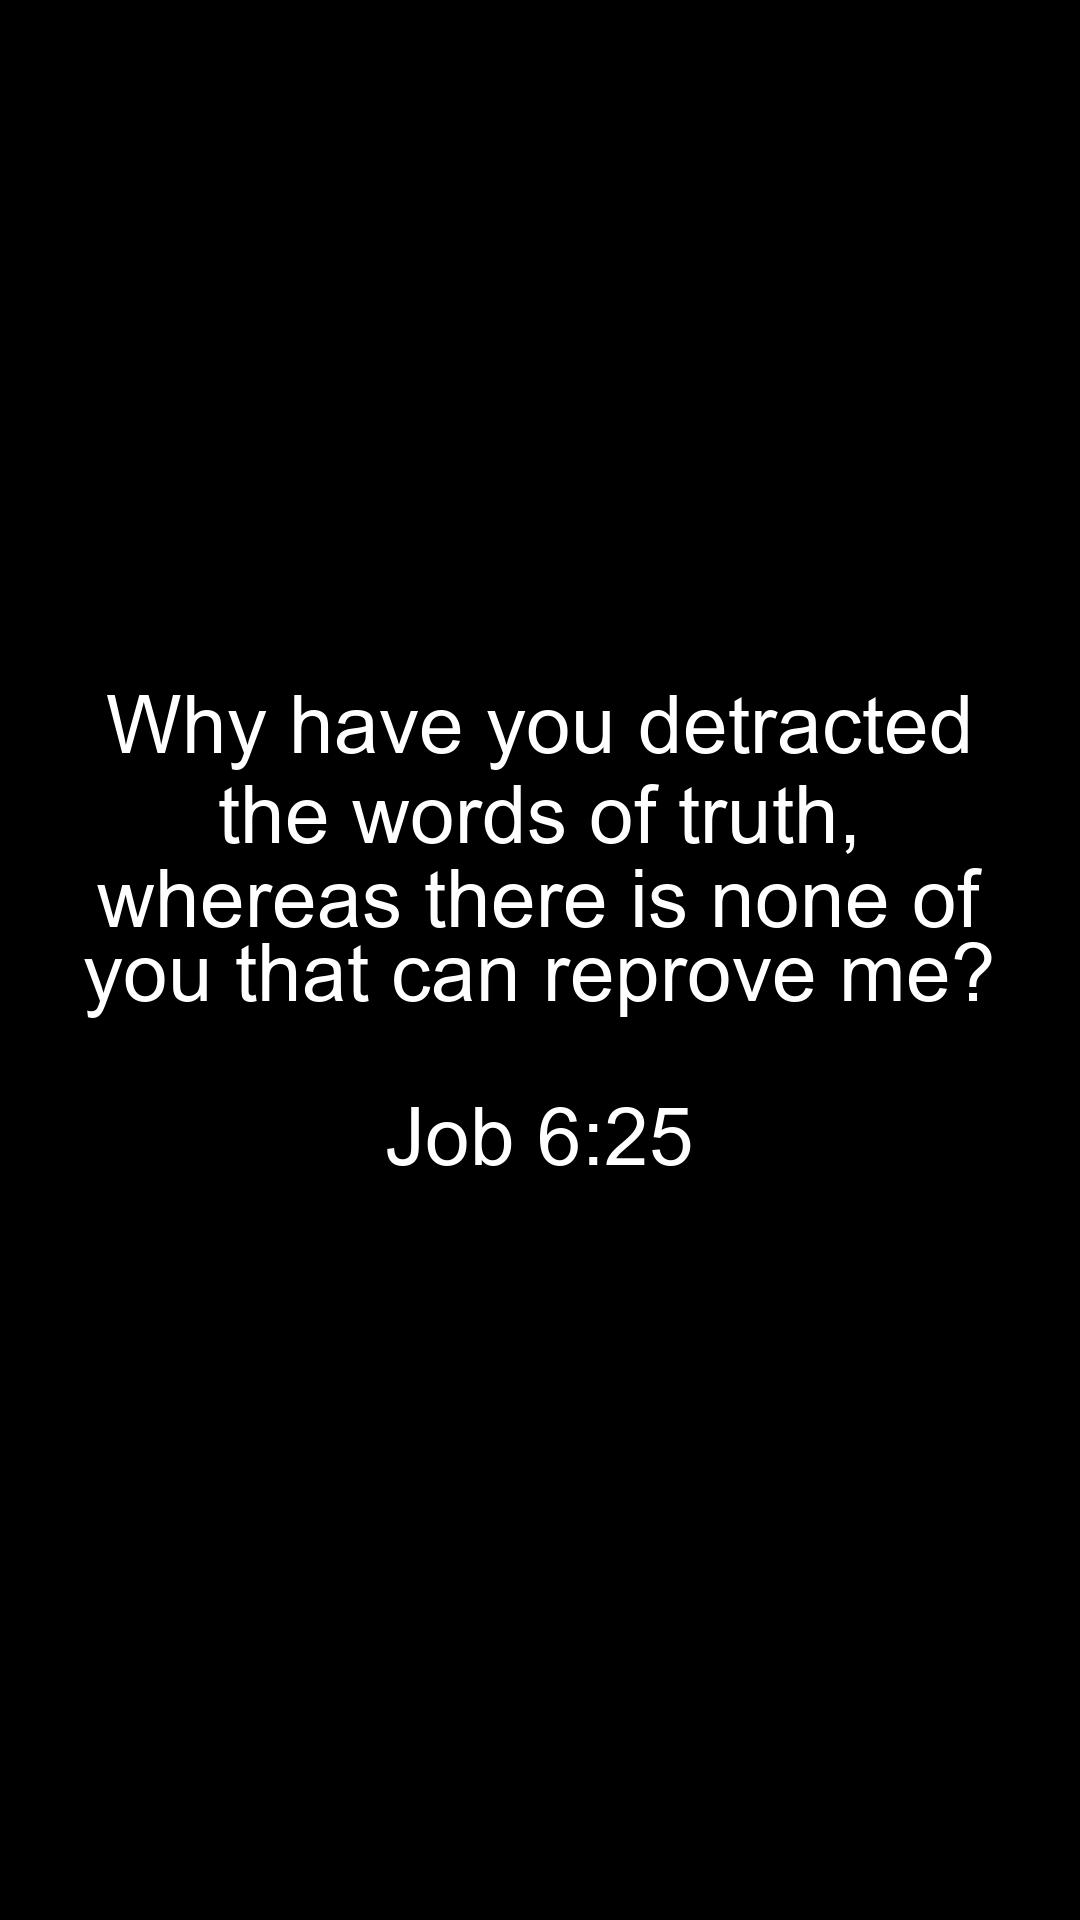 Why have you detracted
the words of truth,
whereas there is none of
you that can reprove me?
Job 6:25